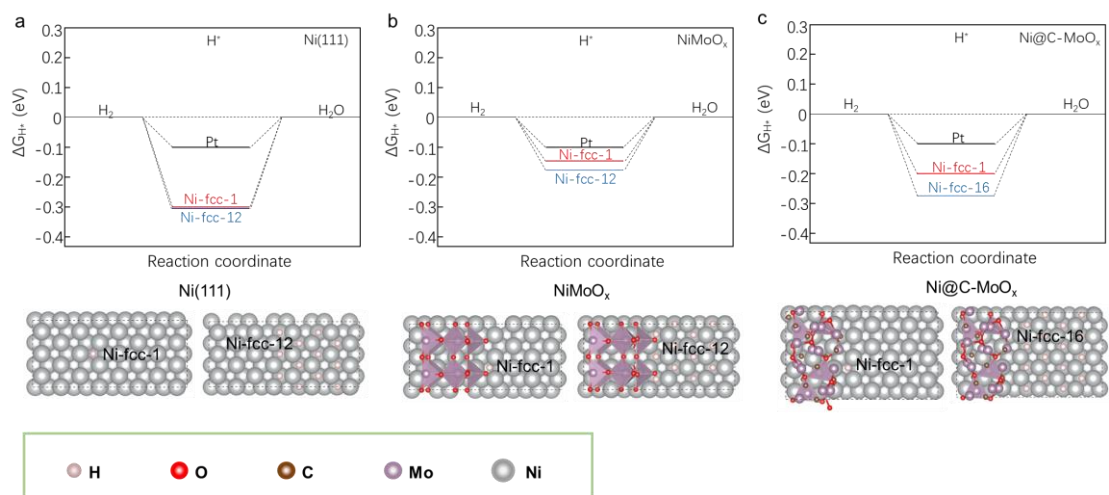 a
Ni(111)
H*
0.3
0.2
0.1
0
-0.1
-0.2
-0.3
-0.4
ΔG_H* (eV)
H₂
H₂O
Pt
Ni-fcc-1
Ni-fcc-12
Reaction coordinate
Ni(111)
Ni-fcc-1
Ni-fcc-12
b
NiMoOₓ
H*
0.3
0.2
0.1
0
-0.1
-0.2
-0.3
-0.4
ΔG_H* (eV)
H₂
H₂O
Pt
Ni-fcc-1
Ni-fcc-12
Reaction coordinate
NiMoOₓ
Ni-fcc-1
Ni-fcc-12
c
Ni@C-MoOₓ
H*
0.3
0.2
0.1
0
-0.1
-0.2
-0.3
-0.4
ΔG_H* (eV)
H₂
H₂O
Pt
Ni-fcc-1
Ni-fcc-16
Reaction coordinate
Ni@C-MoOₓ
Ni-fcc-1
Ni-fcc-16
H O C Mo Ni